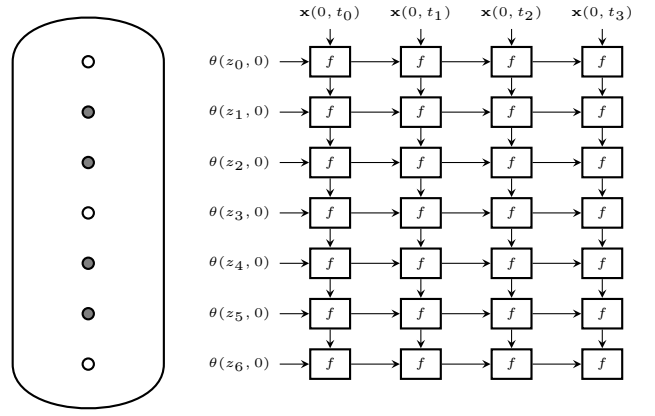 𝐱(0, t₀) 𝐱(0, t₁) 𝐱(0, t₂) 𝐱(0, t₃)
θ(z₀, 0) f f f f
θ(z₁, 0) f f f f
θ(z₂, 0) f f f f
θ(z₃, 0) f f f f
θ(z₄, 0) f f f f
θ(z₅, 0) f f f f
θ(z₆, 0) f f f f